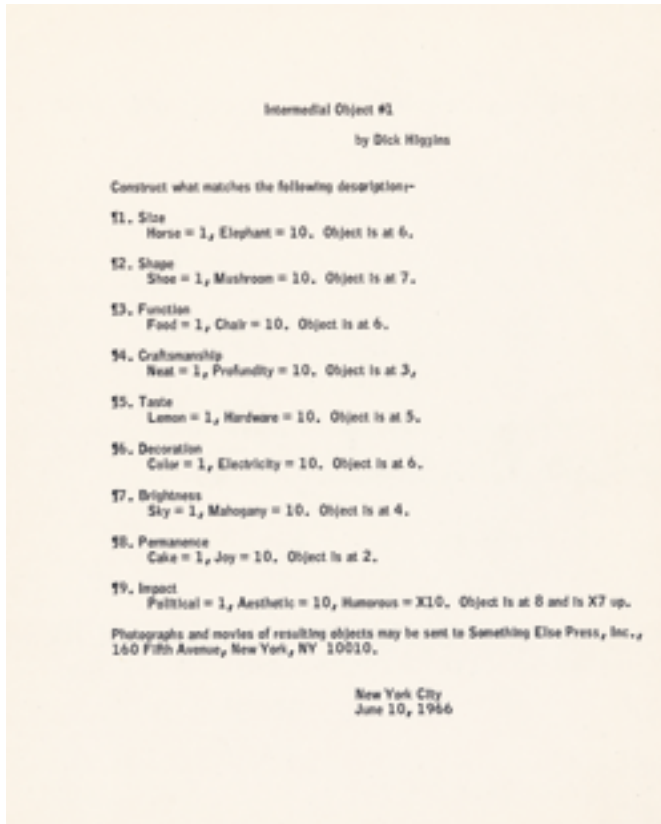 Intermedial Object #1
by Dick Higgins
Construct what matches the following description:-
¶1. Size
Horse = 1, Elephant = 10. Object is at 6.
¶2. Shape
Shoe = 1, Mushroom = 10. Object is at 7.
¶3. Function
Food = 1, Chair = 10. Object is at 6.
¶4. Craftsmanship
Neat = 1, Profundity = 10. Object is at 3,
¶5. Taste
Lemon = 1, Hardware = 10. Object is at 5.
¶6. Decoration
Color = 1, Electricity = 10. Object is at 6.
¶7. Brightness
Sky = 1, Mahogany = 10. Object is at 4.
¶8. Permanence
Cake = 1, Joy = 10. Object is at 2.
¶9. Impact
Political = 1, Aesthetic = 10, Humorous = X10. Object is at 8 and is X7 up.
Photographs and movies of resulting objects may be sent to Something Else Press, Inc.,
160 Fifth Avenue, New York, NY 10010.
New York City
June 10, 1966